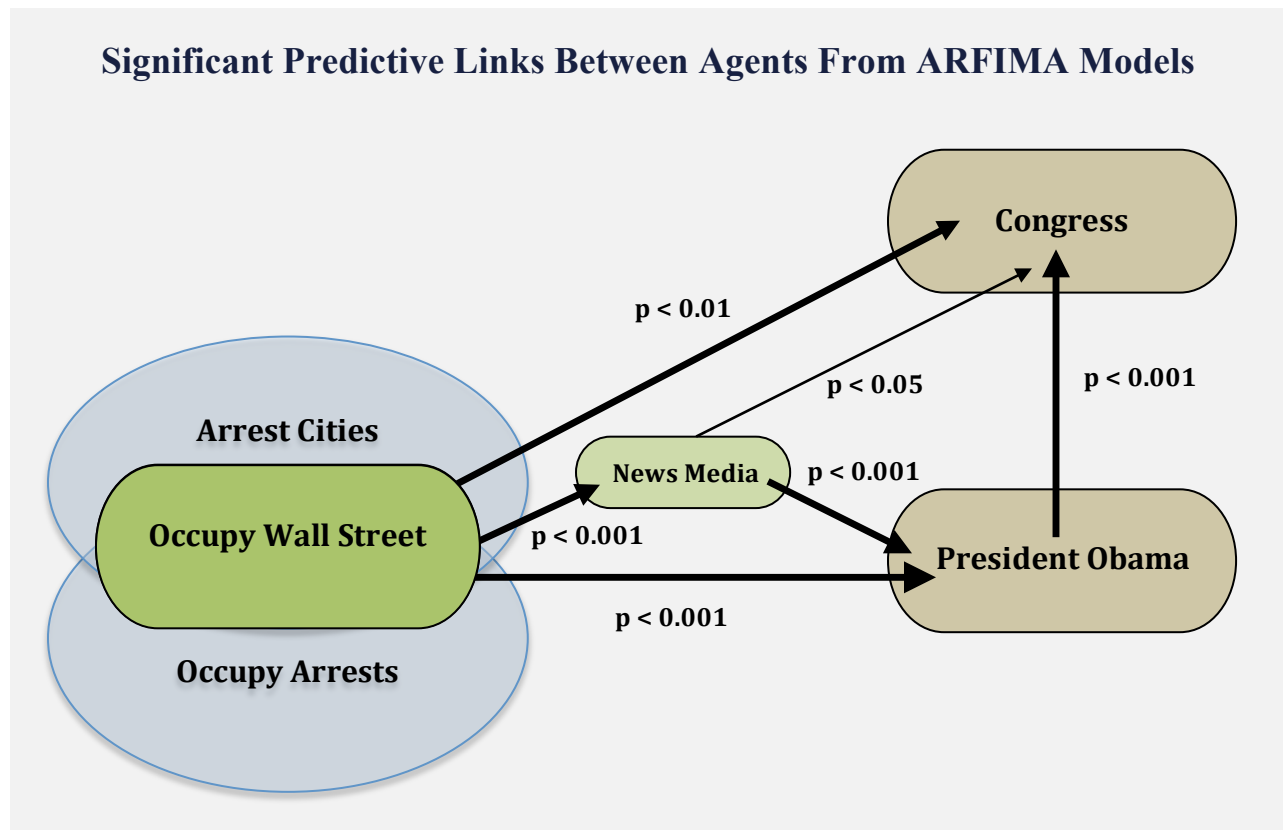 Significant Predictive Links Between Agents From ARFIMA Models
Congress
p < 0.01
p < 0.05
p < 0.001
Arrest Cities
News Media
p < 0.001
Occupy Wall Street
p < 0.001
President Obama
p < 0.001
Occupy Arrests